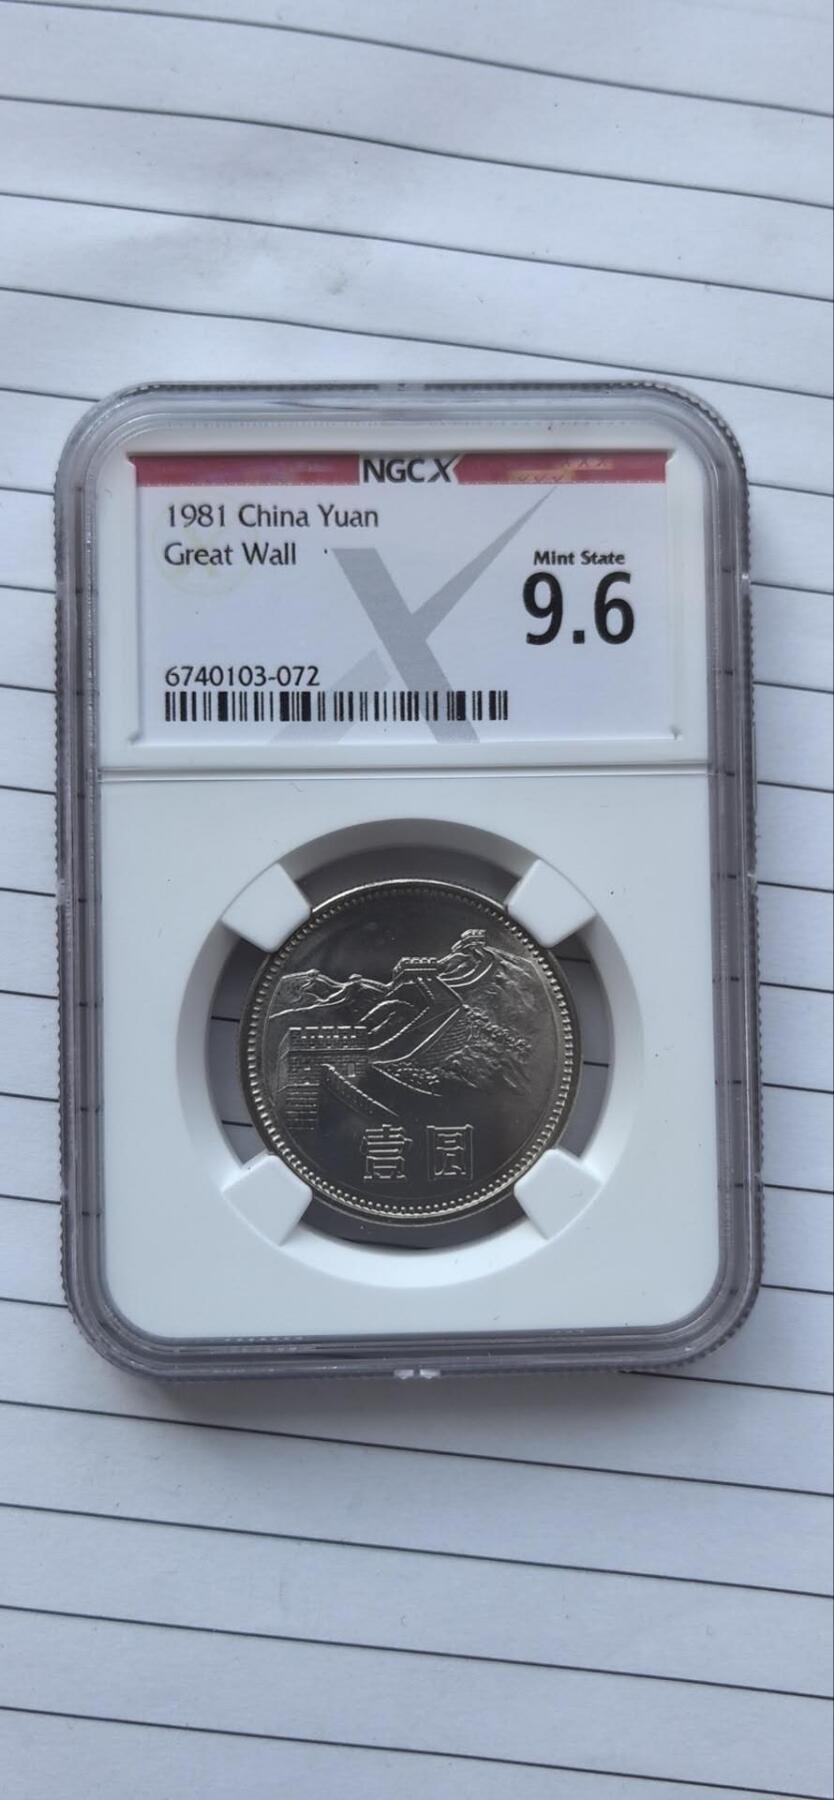 NGCX
1981 China Yuan
Great Wall
Mint State
9.6
6740103-072
壹圆